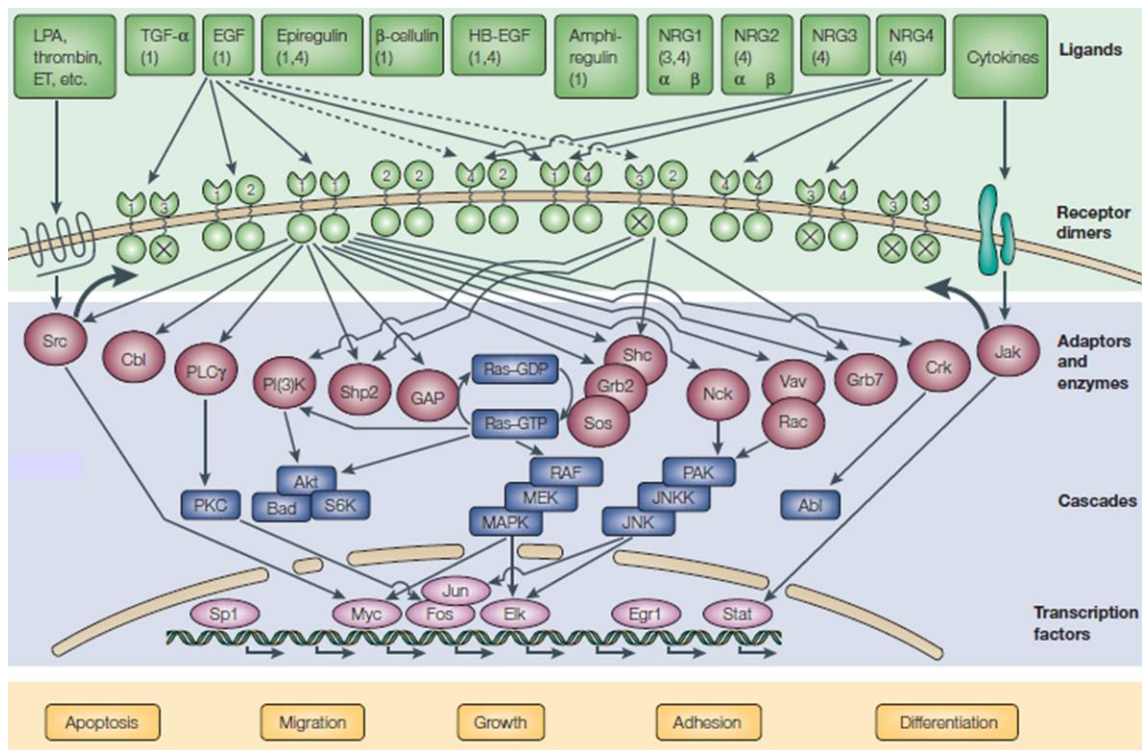 LPA,
thrombin,
ET, etc.
TGF-α
(1)
EGF
(1)
Epiregulin
(1,4)
β-cellulin
(1)
HB-EGF
(1,4)
Amphi-
regulin
(1)
NRG1
(3,4)
α β
NRG2
(4)
α β
NRG3
(4)
NRG4
(4)
Cytokines
Ligands
1 3
1 2
1 1
2 2
4 2
1 4
3 2
4 4
3 4
3 3
Receptor
dimers
Src
Cbl
PLCγ
PI(3)K
Shp2
GAP
Ras–GDP
Ras–GTP
Shc
Grb2
Sos
Nck
Vav
Rac
Grb7
Crk
Jak
Adaptors
and
enzymes
PKC
Akt
Bad
S6K
RAF
MEK
MAPK
PAK
JNKK
JNK
Abl
Cascades
Sp1
Myc
Jun
Fos
Elk
Egr1
Stat
Transcription
factors
Apoptosis
Migration
Growth
Adhesion
Differentiation